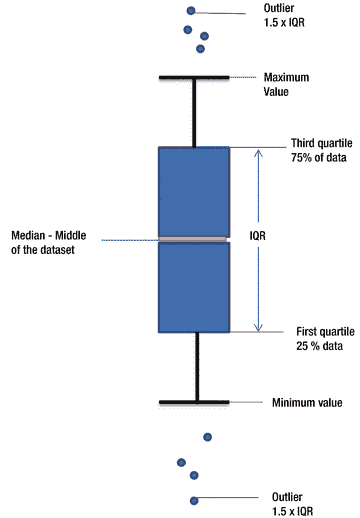 Outlier
1.5 x IQR
Maximum
Value
Third quartile
75% of data
Median - Middle
of the dataset
IQR
First quartile
25 % data
Minimum value
Outlier
1.5 x IQR